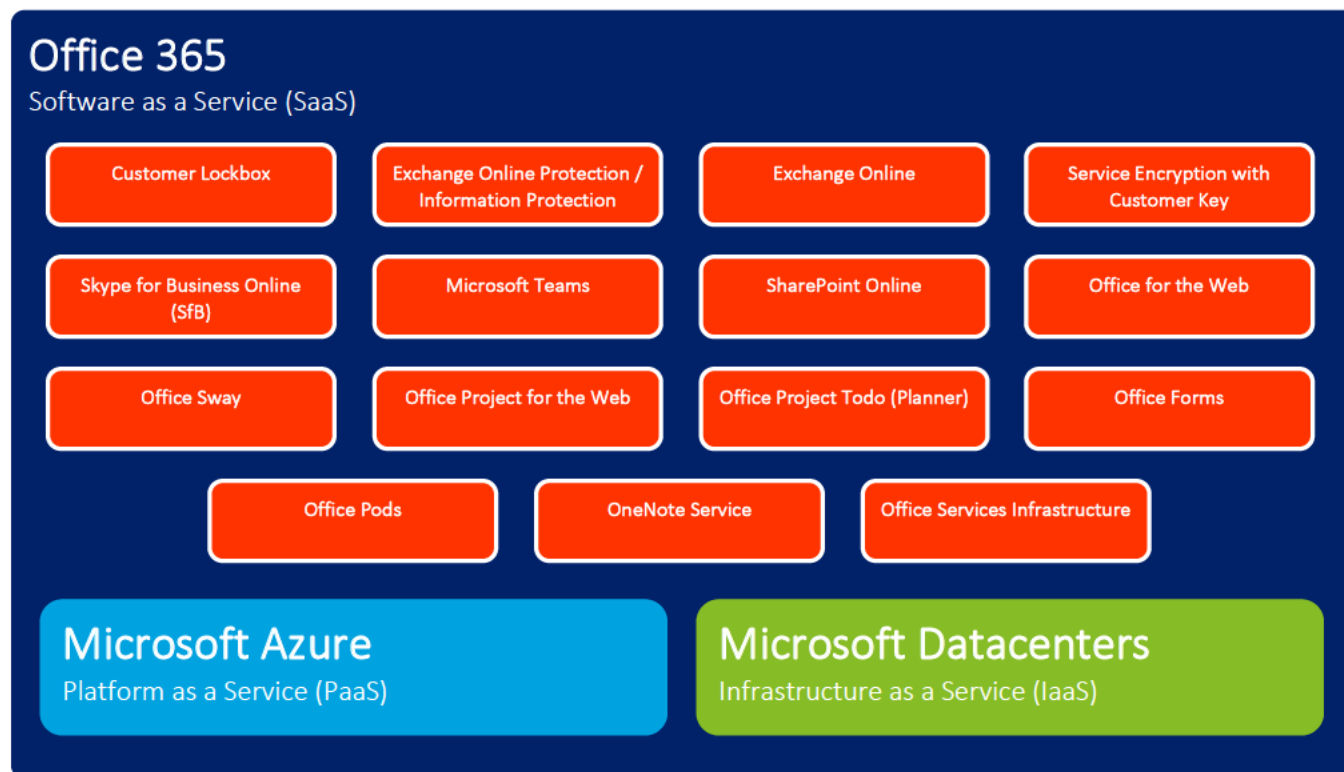 Office 365
Software as a Service (SaaS)
Customer Lockbox
Exchange Online Protection /
Information Protection
Exchange Online
Service Encryption with
Customer Key
Skype for Business Online
(SfB)
Microsoft Teams
SharePoint Online
Office for the Web
Office Sway
Office Project for the Web
Office Project Todo (Planner)
Office Forms
Office Pods
OneNote Service
Office Services Infrastructure
Microsoft Azure
Platform as a Service (PaaS)
Microsoft Datacenters
Infrastructure as a Service (IaaS)